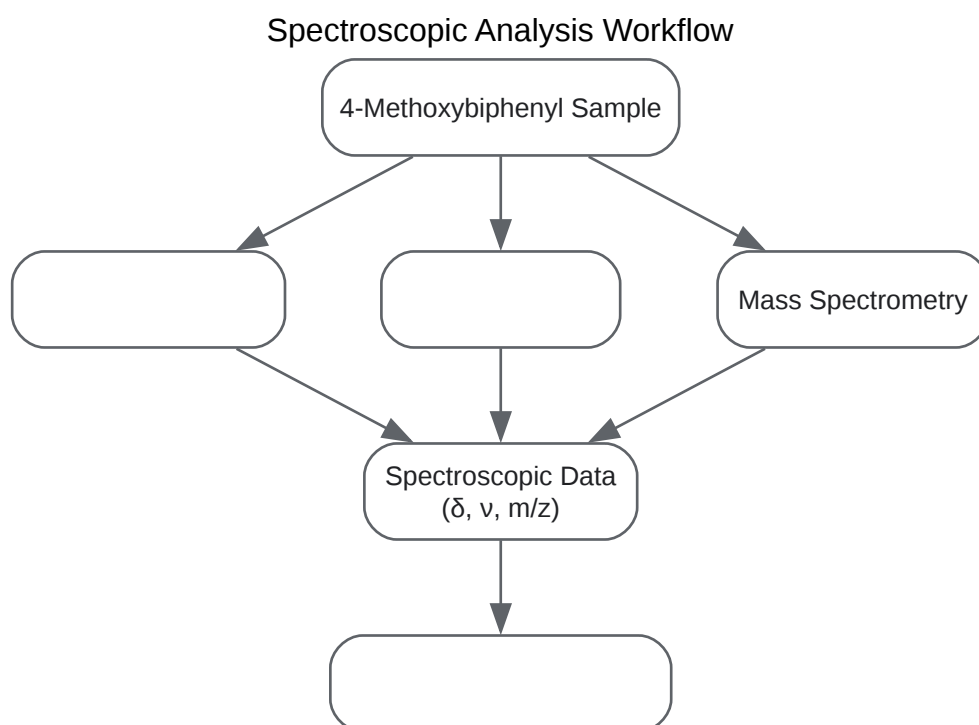 Spectroscopic Analysis Workflow
4-Methoxybiphenyl Sample
Mass Spectrometry
Spectroscopic Data
(δ, ν, m/z)